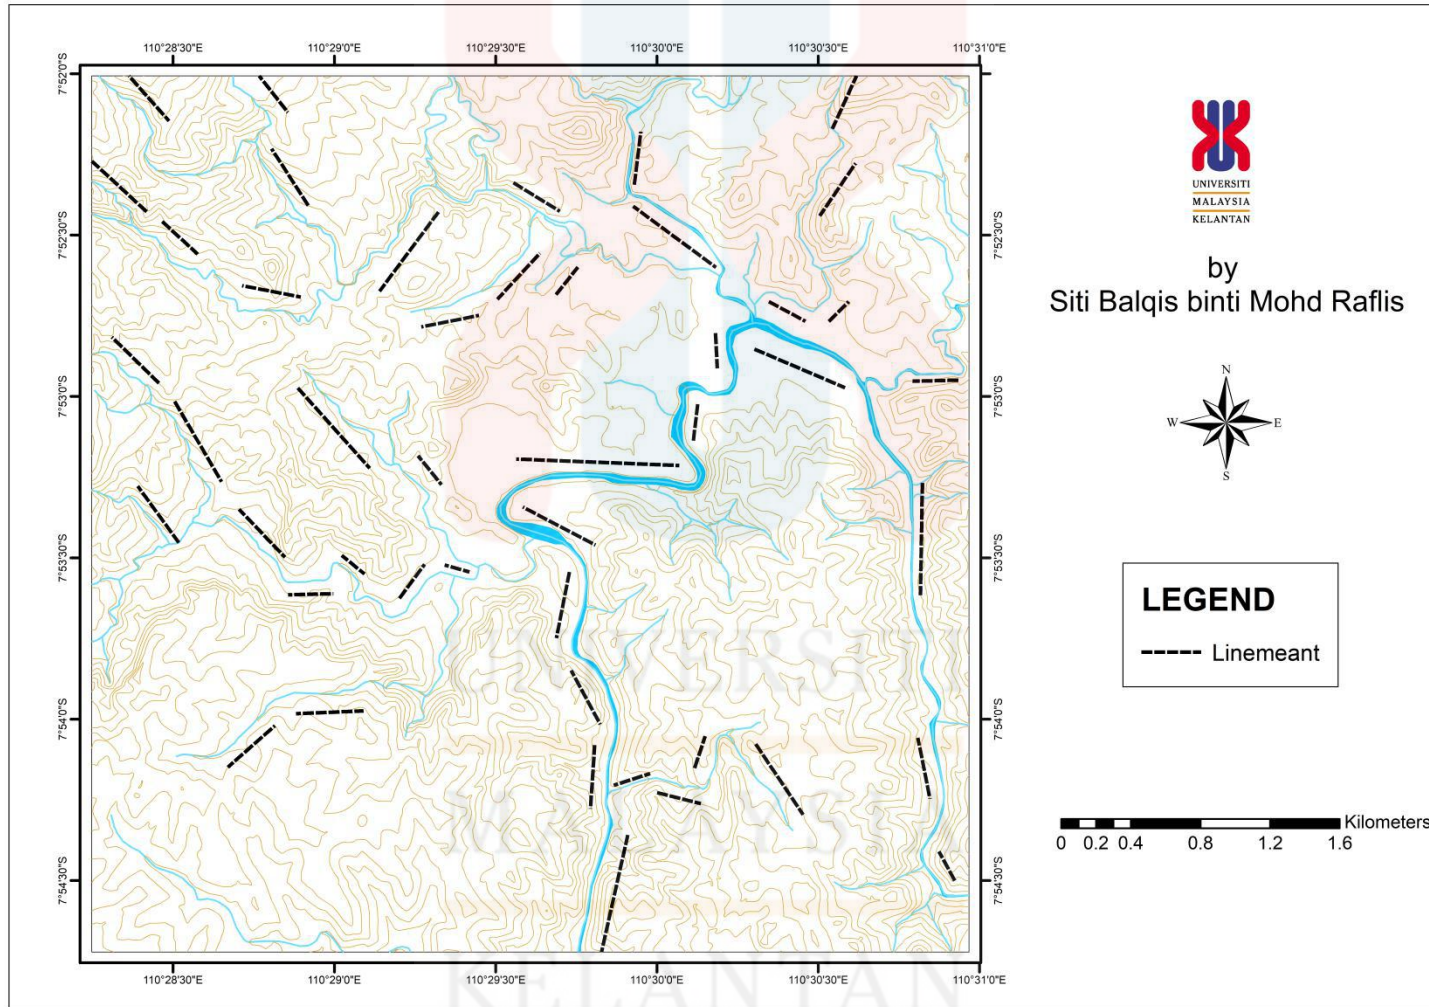 110°28'30"E 110°29'0"E 110°29'30"E 110°30'0"E 110°30'30"E 110°31'0"E
7°52'0"S
7°52'30"S 7°52'30"S
7°53'0"S 7°53'0"S
7°53'30"S 7°53'30"S
7°54'0"S 7°54'0"S
7°54'30"S 7°54'30"S
110°28'30"E 110°29'0"E 110°29'30"E 110°30'0"E 110°30'30"E 110°31'0"E
UNIVERSITI
MALAYSIA
KELANTAN
UNIVERSITI
MALAYSIA
KELANTAN
by
Siti Balqis binti Mohd Raflis
N
W E
S
LEGEND
Linemeant
Kilometers
0 0.2 0.4 0.8 1.2 1.6